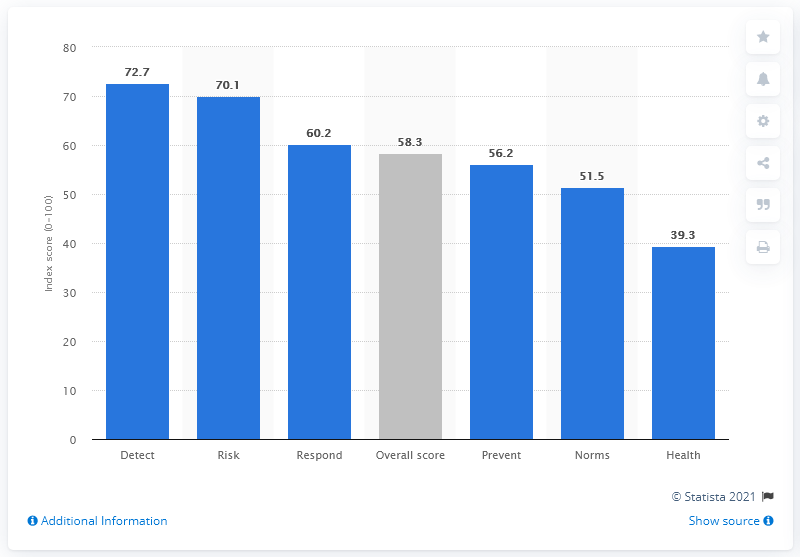 80
70
60
50
40
30
20
10
0
Index score (0-100)
72.7
70.1
60.2
58.3
56.2
51.5
39.3
Detect
Risk
Respond
Overall score
Prevent
Norms
Health
© Statista 2021
Additional Information
Show source